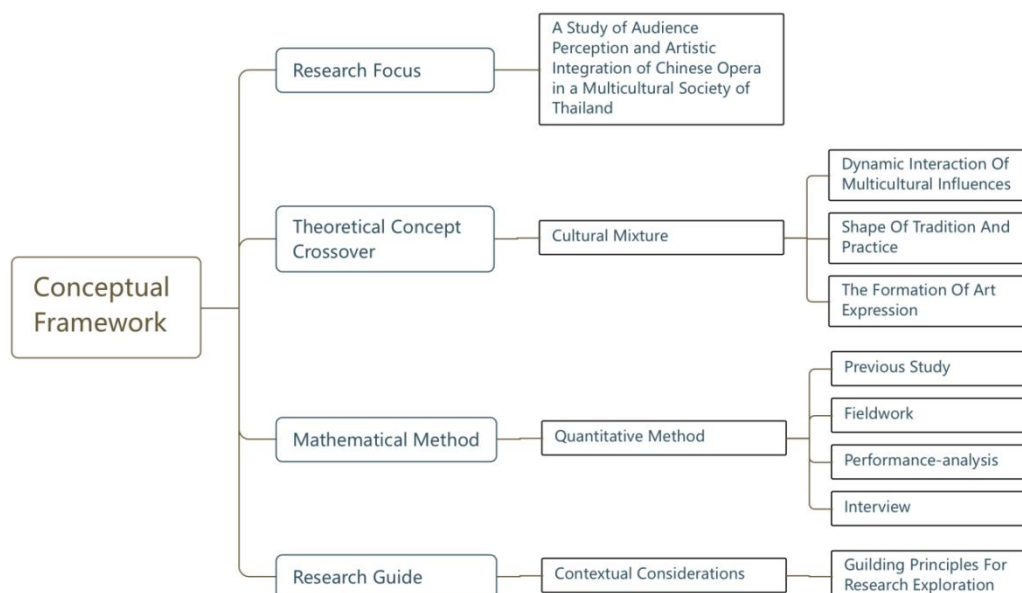 Conceptual
Framework
Research Focus
A Study of Audience
Perception and Artistic
Integration of Chinese Opera
in a Multicultural Society of
Thailand
Theoretical Concept
Crossover
Cultural Mixture
Dynamic Interaction Of
Multicultural Influences
Shape Of Tradition And
Practice
The Formation Of Art
Expression
Mathematical Method
Quantitative Method
Previous Study
Fieldwork
Performance-analysis
Interview
Research Guide
Contextual Considerations
Guilding Principles For
Research Exploration